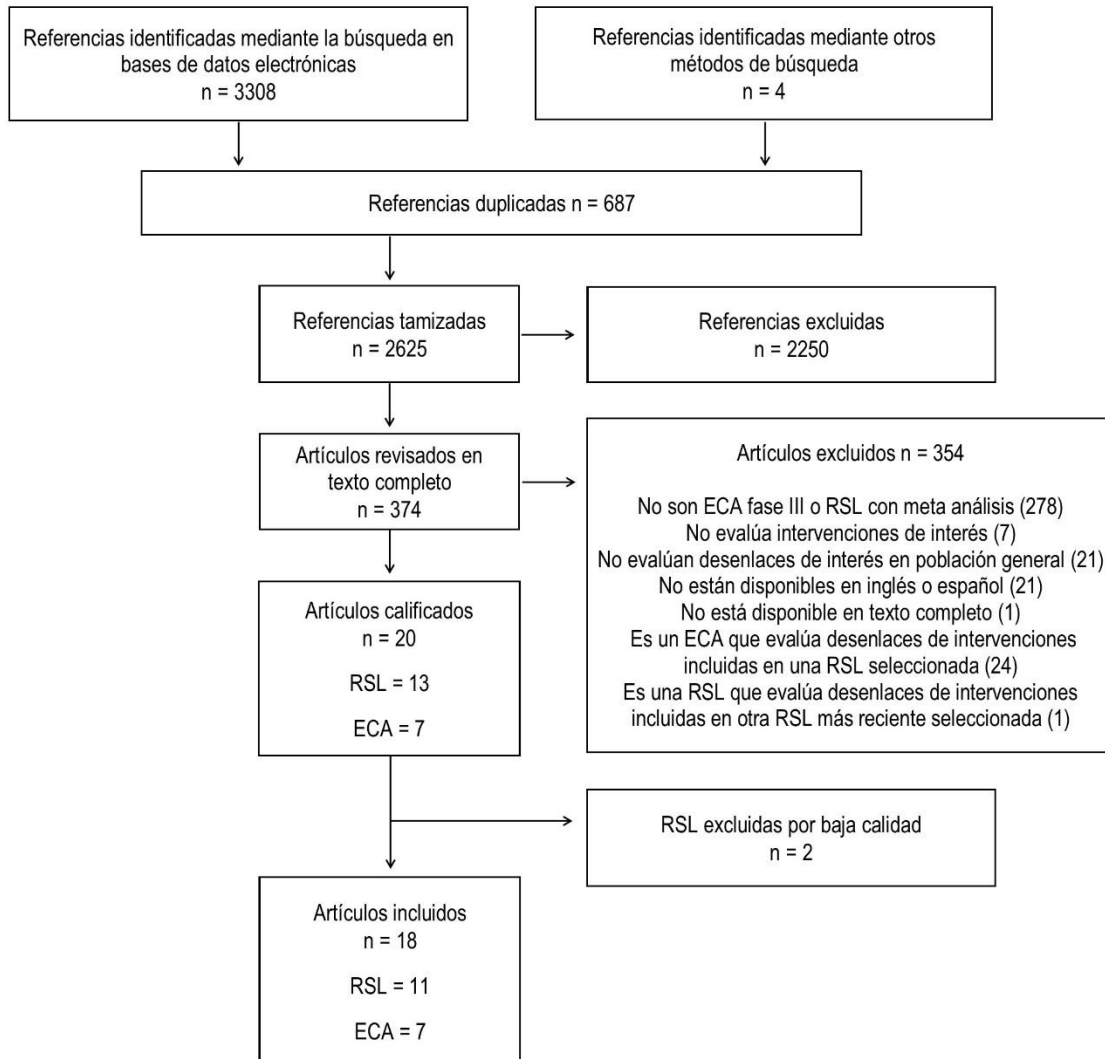 Referencias identificadas mediante la búsqueda en
bases de datos electrónicas
n = 3308
Referencias identificadas mediante otros
métodos de búsqueda
n = 4
Referencias duplicadas n = 687
Referencias tamizadas
n = 2625
Referencias excluidas
n = 2250
Artículos revisados en
texto completo
n = 374
Artículos excluidos n = 354
No son ECA fase III o RSL con meta análisis (278)
No evalúa intervenciones de interés (7)
No evalúan desenlaces de interés en población general (21)
No están disponibles en inglés o español (21)
No está disponible en texto completo (1)
Es un ECA que evalúa desenlaces de intervenciones
incluidas en una RSL seleccionada (24)
Es una RSL que evalúa desenlaces de intervenciones
incluidas en otra RSL más reciente seleccionada (1)
Artículos calificados
n = 20
RSL = 13
ECA = 7
RSL excluidas por baja calidad
n = 2
Artículos incluidos
n = 18
RSL = 11
ECA = 7